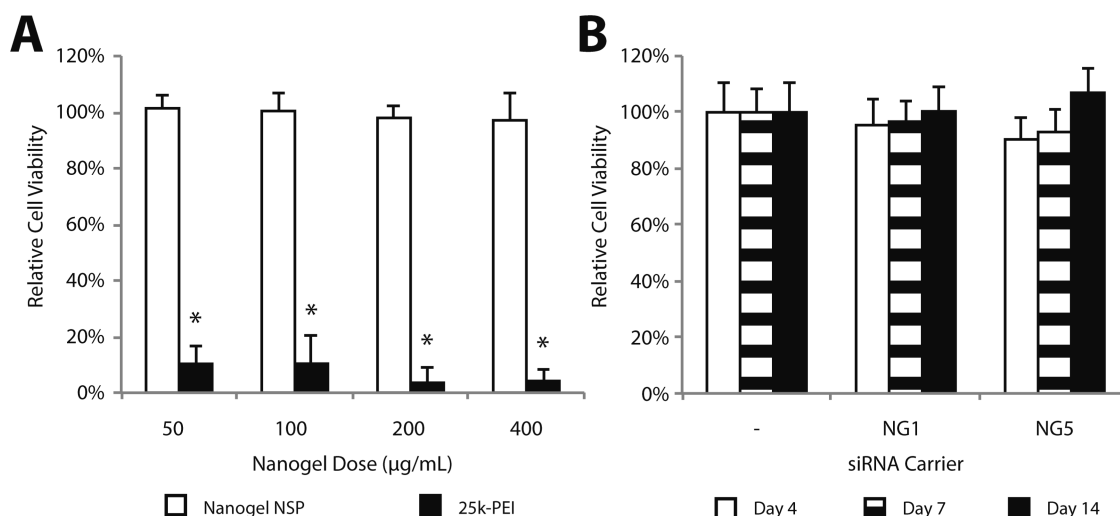 A
120%
100%
80%
60%
40%
20%
0%
Relative Cell Viability
*
*
*
*
50 100 200 400
Nanogel Dose (µg/mL)
Nanogel NSP 25k-PEI
B
120%
100%
80%
60%
40%
20%
0%
Relative Cell Viability
- NG1 NG5
siRNA Carrier
Day 4 Day 7 Day 14